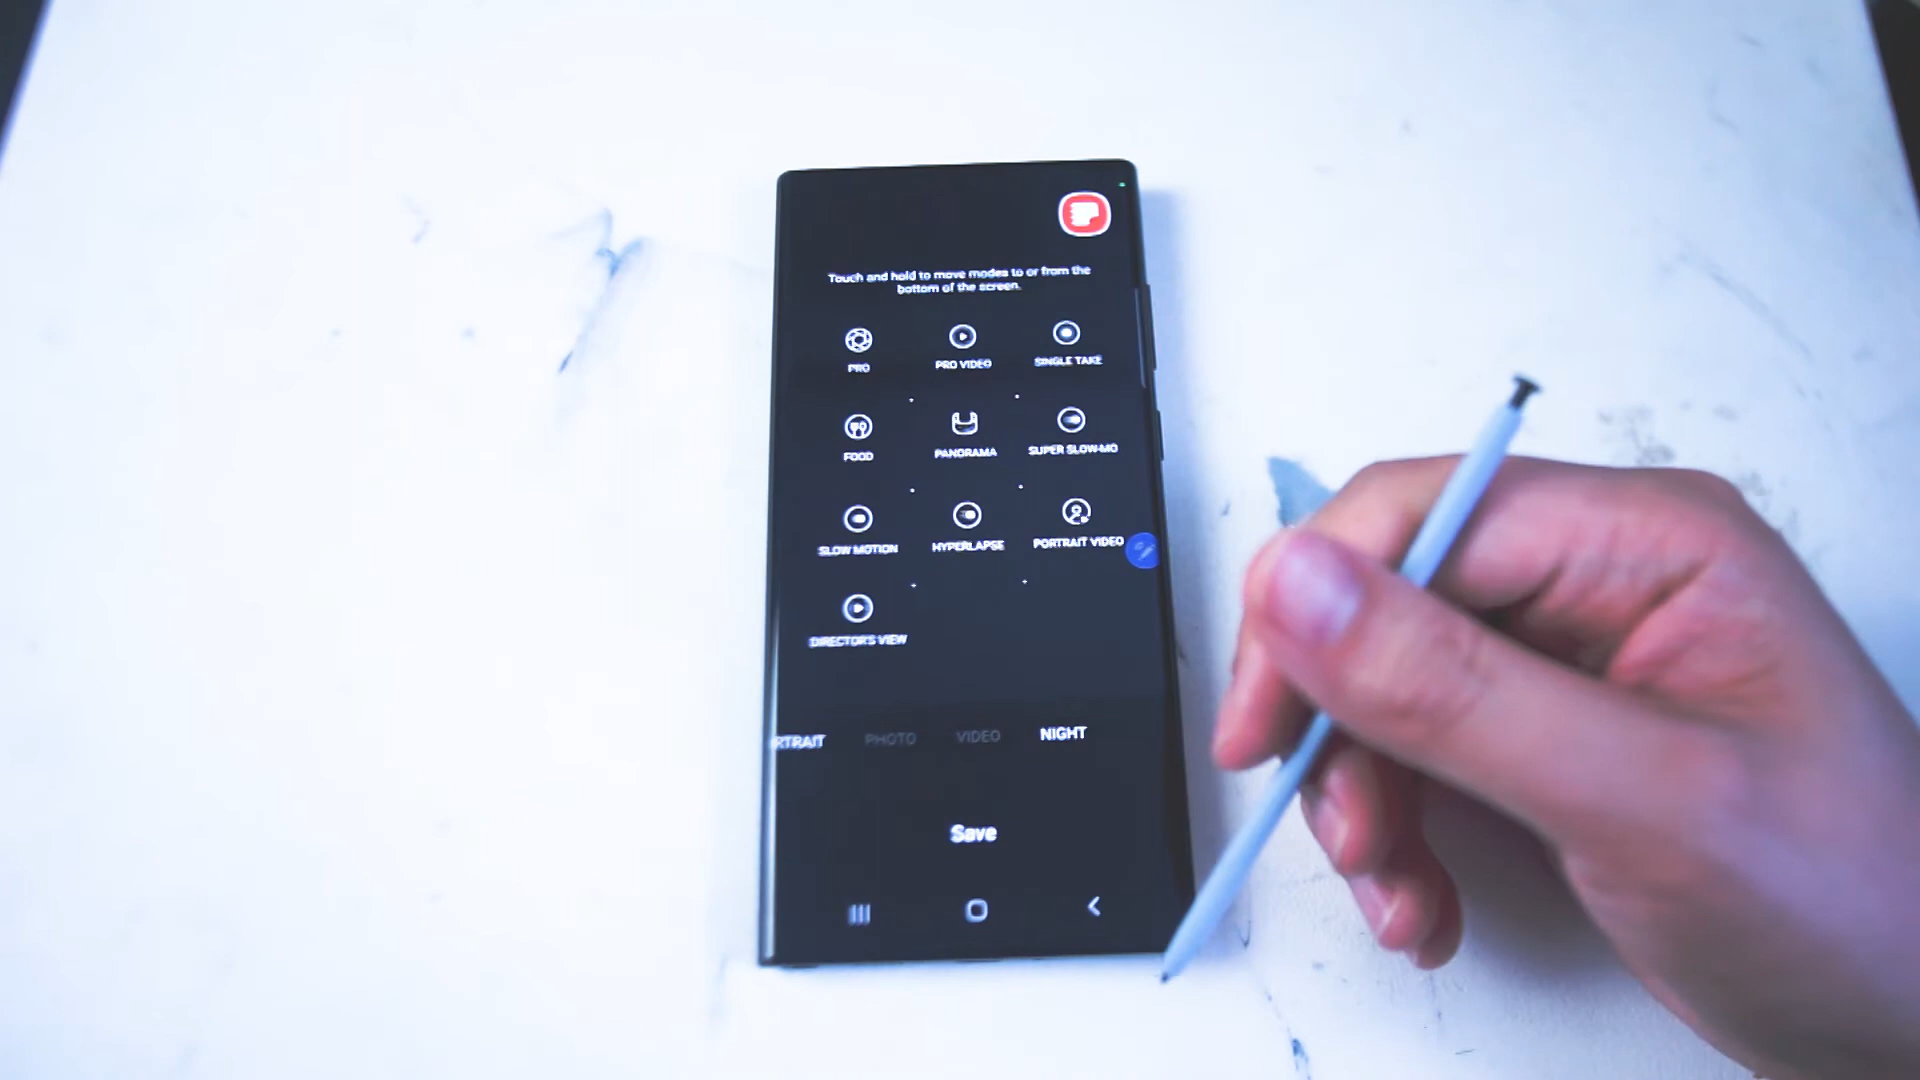 Touch and hold to move modes to or from the
bottom of the screen.
PRO
PRO VIDEO
SINGLE TAKE
FOOD
PANORAMA
SUPER SLOW-MO
SLOW MOTION
HYPERLAPSE
PORTRAIT VIDEO
DIRECTOR'S VIEW
RTRAIT
PHOTO
VIDEO
NIGHT
Save